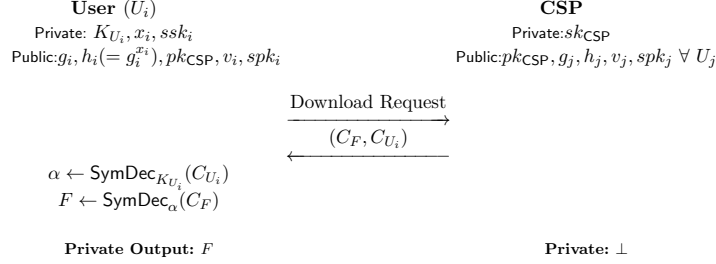 User (U_i) CSP
Private: K_{U_i}, x_i, ssk_i Private:sk_CSP
Public:g_i, h_i(= g_i^{x_i}), pk_CSP, v_i, spk_i Public:pk_CSP, g_j, h_j, v_j, spk_j ∀ U_j
Download Request
(C_F, C_{U_i})
α ← SymDec_{K_{U_i}}(C_{U_i})
F ← SymDec_α(C_F)
Private Output: F Private: ⊥